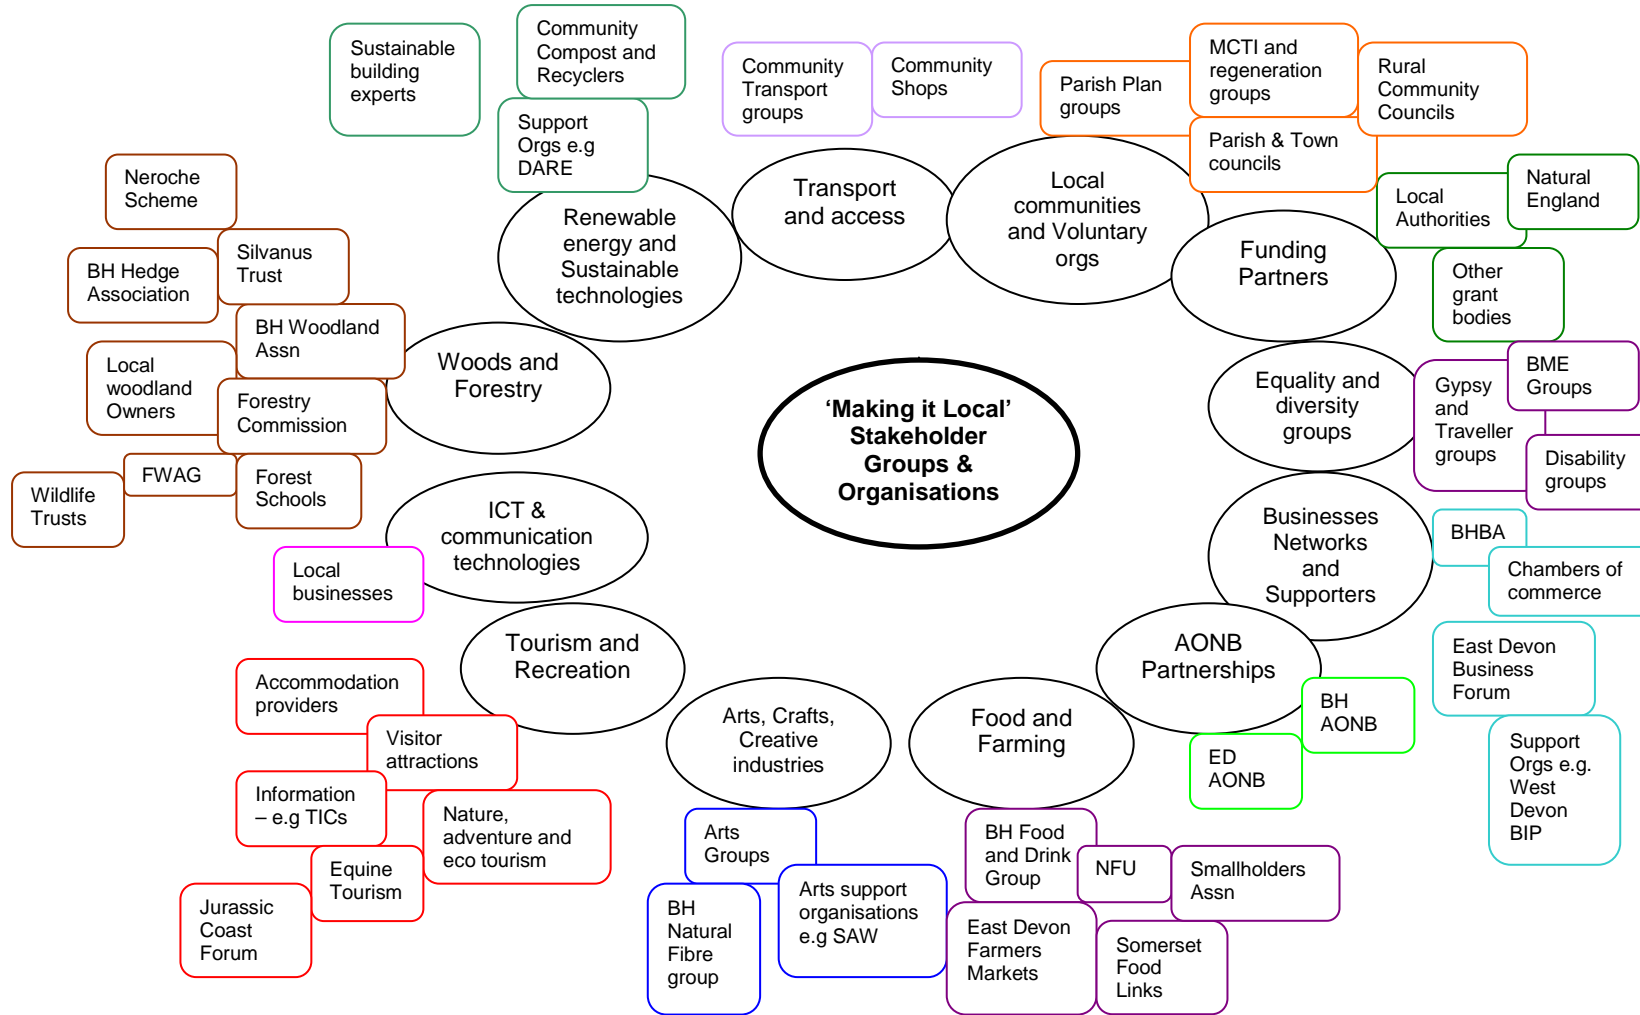 Sustainable
building
experts
Community
Compost and
Recyclers
Support
Orgs e.g
DARE
Community
Transport
groups
Community
Shops
Parish Plan
groups
MCTI and
regeneration
groups
Rural
Community
Councils
Parish & Town
councils
Local
Authorities
Natural
England
Other
grant
bodies
Neroche
Scheme
Silvanus
Trust
BH Hedge
Association
BH Woodland
Assn
Local
woodland
Owners
Forestry
Commission
FWAG
Forest
Schools
Wildlife
Trusts
Renewable
energy and
Sustainable
technologies
Transport
and access
Local
communities
and Voluntary
orgs
Funding
Partners
Woods and
Forestry
Equality and
diversity
groups
Gypsy
and
Traveller
groups
BME
Groups
Disability
groups
‘Making it Local’
Stakeholder
Groups &
Organisations
ICT &
communication
technologies
Local
businesses
Businesses
Networks
and
Supporters
BHBA
Chambers of
commerce
East Devon
Business
Forum
Support
Orgs e.g.
West
Devon
BIP
Tourism and
Recreation
AONB
Partnerships
BH
AONB
ED
AONB
Accommodation
providers
Visitor
attractions
Information
– e.g TICs
Nature,
adventure and
eco tourism
Equine
Tourism
Jurassic
Coast
Forum
Arts, Crafts,
Creative
industries
Arts
Groups
BH
Natural
Fibre
group
Arts support
organisations
e.g SAW
Food and
Farming
BH Food
and Drink
Group
NFU
Smallholders
Assn
East Devon
Farmers
Markets
Somerset
Food
Links